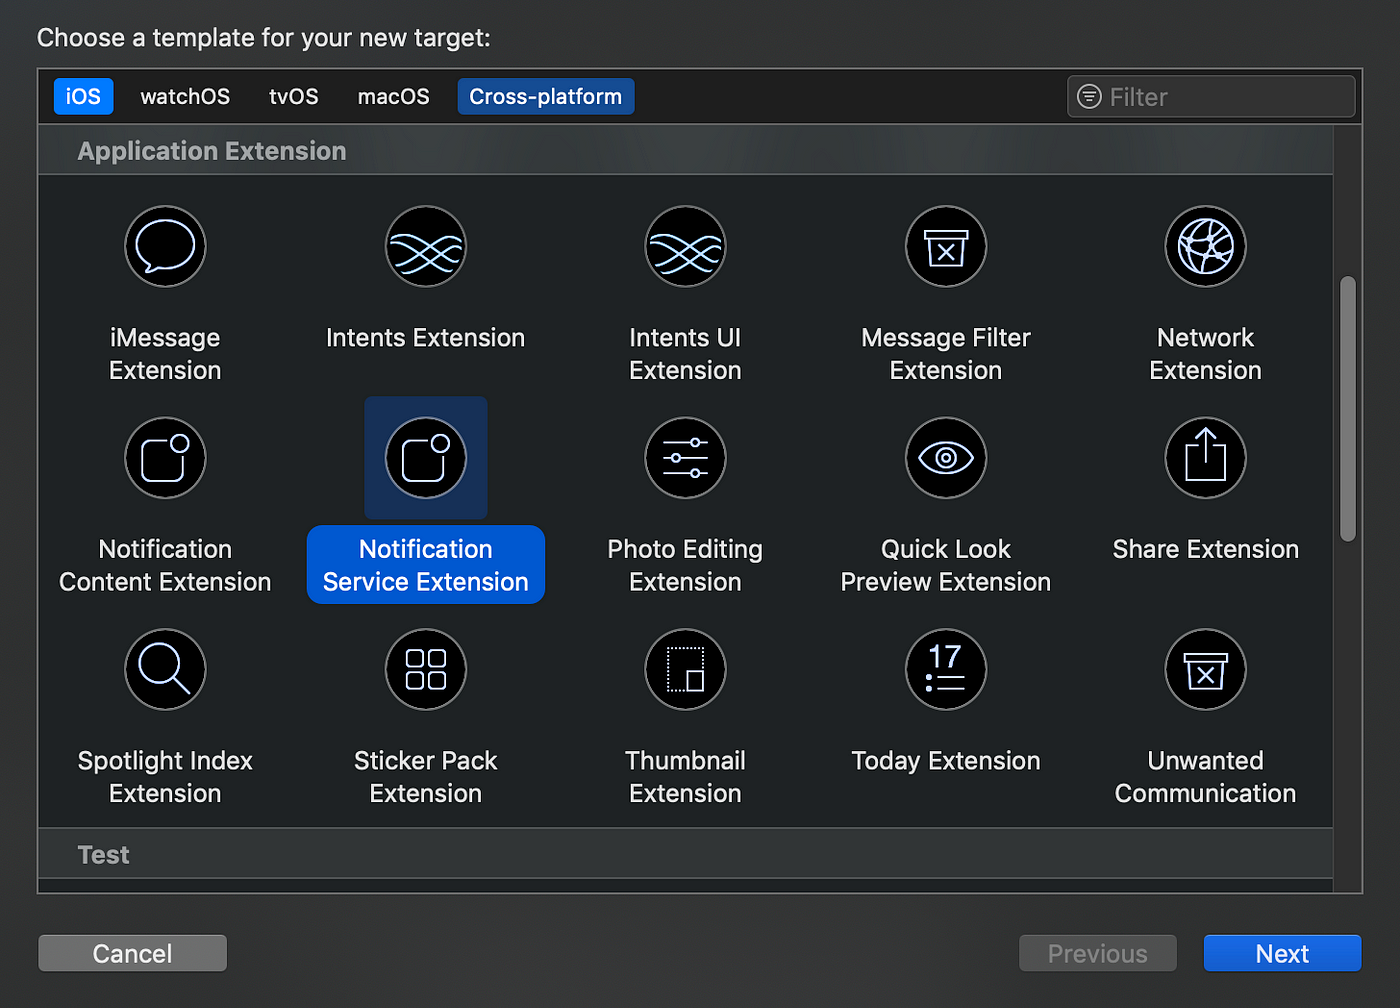 Choose a template for your new target:
iOS watchOS tvOS macOS Cross-platform Filter
Application Extension
iMessage
Extension
Intents Extension
Intents UI
Extension
Message Filter
Extension
Network
Extension
Notification
Content Extension
Notification
Service Extension
Photo Editing
Extension
Quick Look
Preview Extension
Share Extension
17
Spotlight Index
Extension
Sticker Pack
Extension
Thumbnail
Extension
Today Extension
Unwanted
Communication
Test
Cancel Previous Next